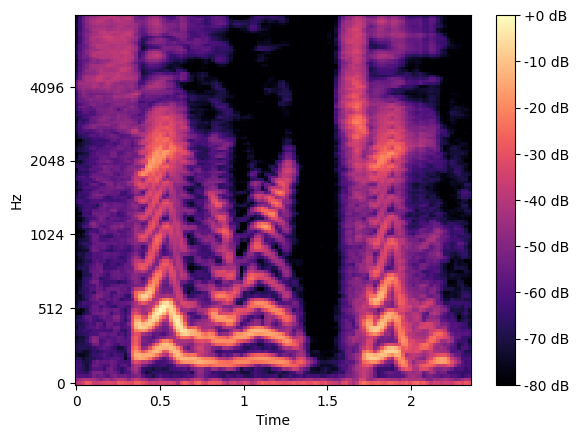 +0 dB
4096
-10 dB
-20 dB
2048
-30 dB
Hz
1024
-40 dB
-50 dB
512
-60 dB
-70 dB
0
-80 dB
0 0.5 1 1.5 2
Time